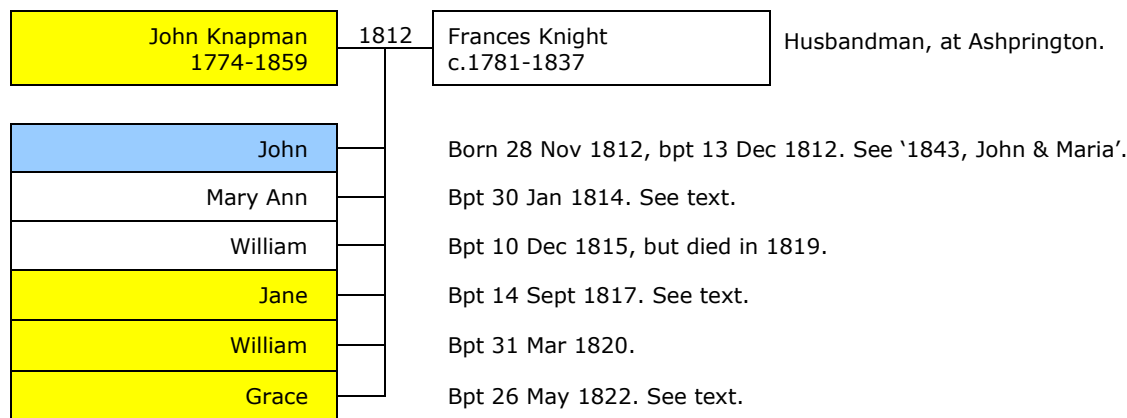 John Knapman 1812 Frances Knight Husbandman, at Ashprington.
1774-1859 c.1781-1837
John Born 28 Nov 1812, bpt 13 Dec 1812. See ‘1843, John & Maria’.
Mary Ann Bpt 30 Jan 1814. See text.
William Bpt 10 Dec 1815, but died in 1819.
Jane Bpt 14 Sept 1817. See text.
William Bpt 31 Mar 1820.
Grace Bpt 26 May 1822. See text.